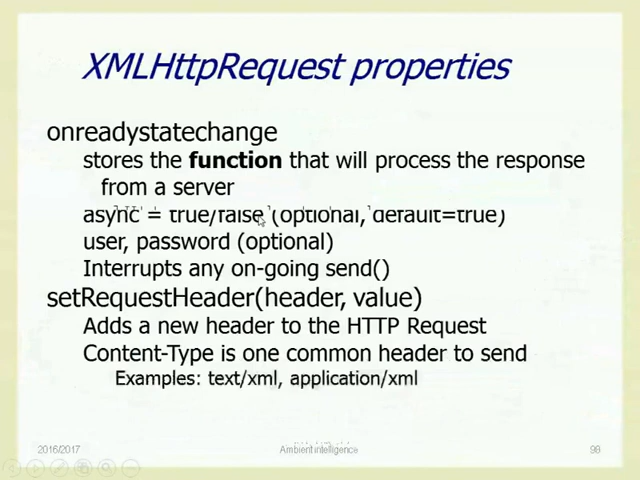 XMLHttpRequest properties
onreadystatechange
stores the function that will process the response
from a server
async = true/false (optional, default=true)
user, password (optional)
Interrupts any on-going send()
setRequestHeader(header, value)
Adds a new header to the HTTP Request
Content-Type is one common header to send
Examples: text/xml, application/xml
2016/2017
Ambient intelligence
98